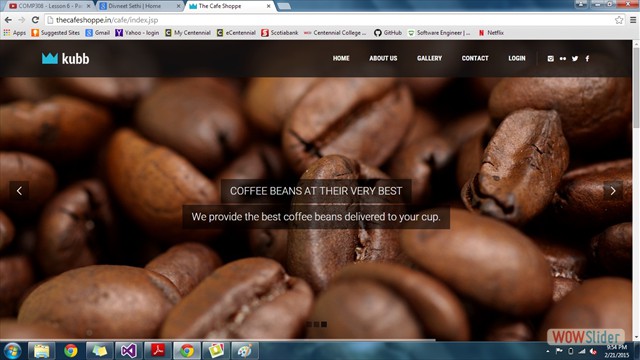 COMP308 - Lesson 6 - Pa
Divneet Sethi | Home
The Cafe Shoppe
thecafeshoppe.in/cafe/index.jsp
Apps
Suggested Sites
Gmail
Yahoo - login
My Centennial
eCentennial
Scotiabank
Centennial College ...
GitHub
Software Engineer | ...
Netflix
kubb
HOME
ABOUT US
GALLERY
CONTACT
LOGIN
COFFEE BEANS AT THEIR VERY BEST
We provide the best coffee beans delivered to your cup.
WOWSlider
9:54 PM
2/21/2015